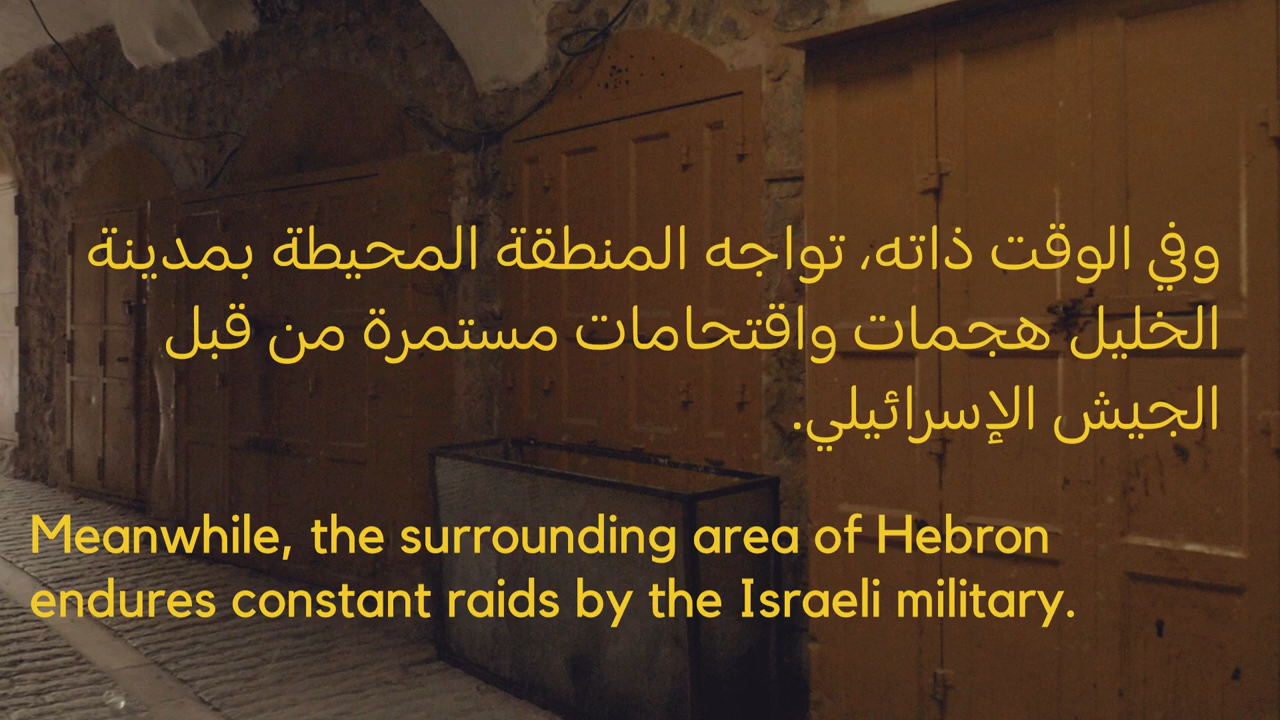 وفي الوقت ذاته، تواجه المنطقة المحيطة بمدينة
الخليل هجمات واقتحامات مستمرة من قبل
الجيش الإسرائيلي.
Meanwhile, the surrounding area of Hebron
endures constant raids by the Israeli military.